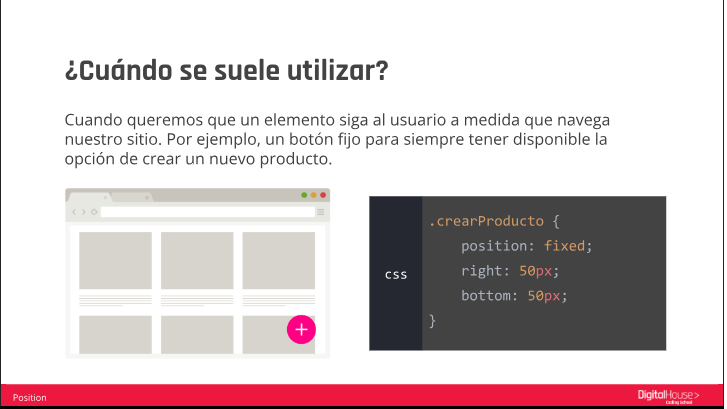 ¿Cuándo se suele utilizar?
Cuando queremos que un elemento siga al usuario a medida que navega
nuestro sitio. Por ejemplo, un botón fijo para siempre tener disponible la
opción de crear un nuevo producto.
css
.crearProducto {
    position: fixed;
    right: 50px;
    bottom: 50px;
}
Position
DigitalHouse>
Coding School